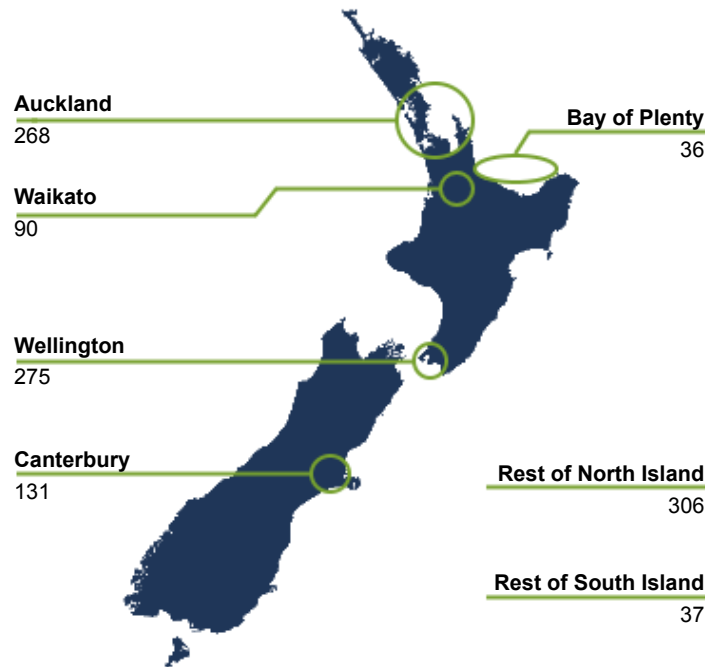 Auckland
268
Bay of Plenty
36
Waikato
90
Wellington
275
Canterbury
131
Rest of North Island
306
Rest of South Island
37